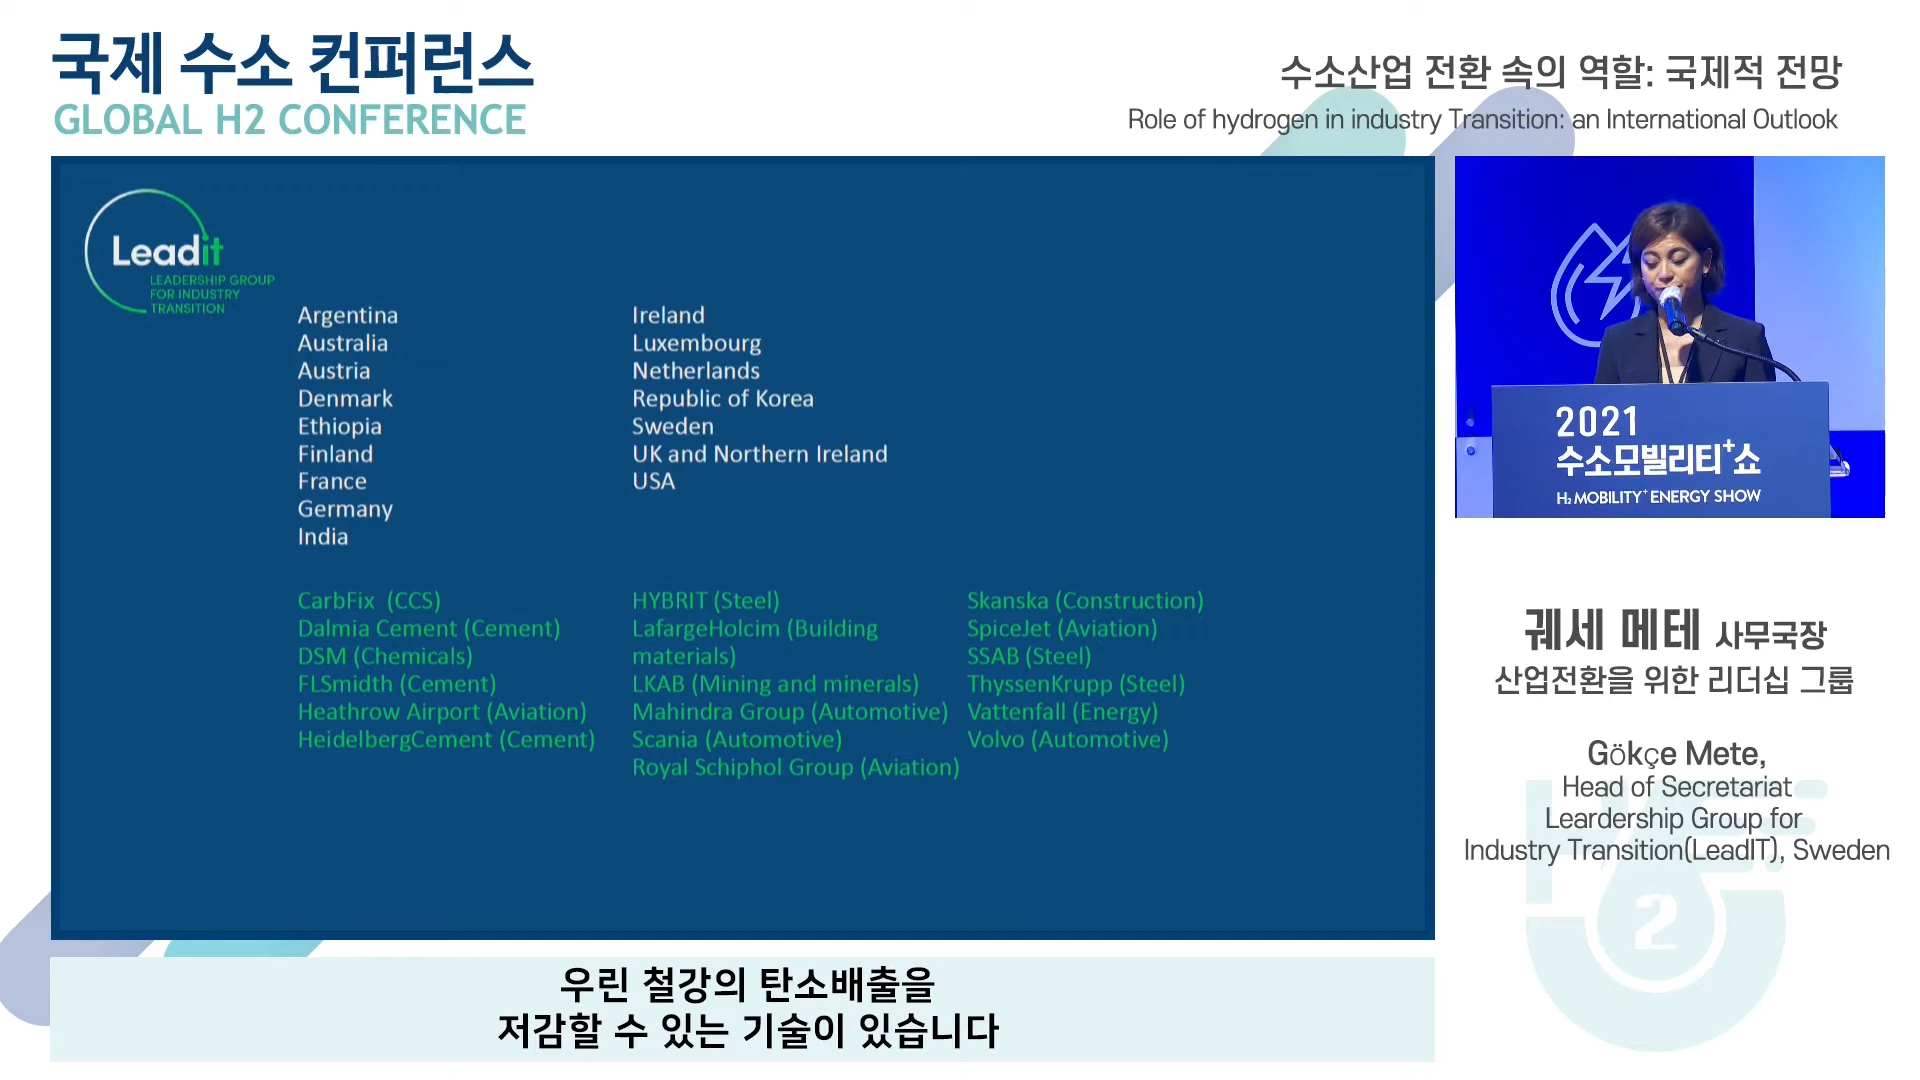 국제 수소 컨퍼런스
GLOBAL H2 CONFERENCE
수소산업 전환 속의 역할: 국제적 전망
Role of hydrogen in industry Transition: an International Outlook
Leadit
LEADERSHIP GROUP
FOR INDUSTRY
TRANSITION
Argentina
Australia
Austria
Denmark
Ethiopia
Finland
France
Germany
India
Ireland
Luxembourg
Netherlands
Republic of Korea
Sweden
UK and Northern Ireland
USA
CarbFix (CCS)
Dalmia Cement (Cement)
DSM (Chemicals)
FLSmidth (Cement)
Heathrow Airport (Aviation)
HeidelbergCement (Cement)
HYBRIT (Steel)
LafargeHolcim (Building
materials)
LKAB (Mining and minerals)
Mahindra Group (Automotive)
Scania (Automotive)
Royal Schiphol Group (Aviation)
Skanska (Construction)
SpiceJet (Aviation)
SSAB (Steel)
ThyssenKrupp (Steel)
Vattenfall (Energy)
Volvo (Automotive)
2021
수소모빌리티+쇼
H₂ MOBILITY+ ENERGY SHOW
궤세 메테 사무국장
산업전환을 위한 리더십 그룹
Gökçe Mete,
Head of Secretariat
Leardership Group for
Industry Transition(LeadIT), Sweden
H
2
우린 철강의 탄소배출을
저감할 수 있는 기술이 있습니다